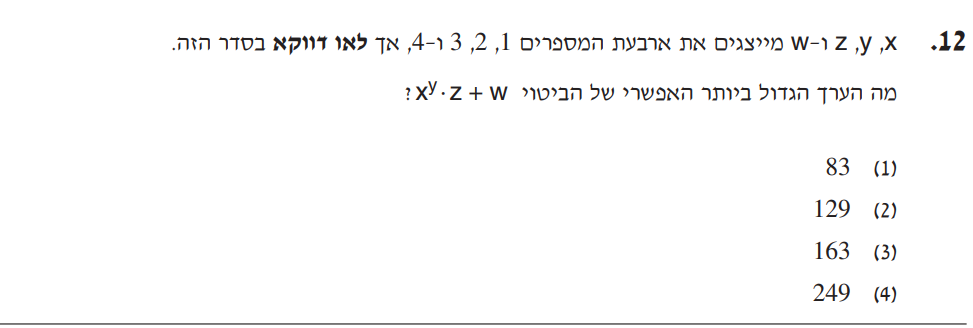 12. x, y, z ו-w מייצגים את ארבעת המספרים 1, 2, 3 ו-4, אך לאו דווקא בסדר הזה.
מה הערך הגדול ביותר האפשרי של הביטוי x^y · z + w ?
(1) 83
(2) 129
(3) 163
(4) 249